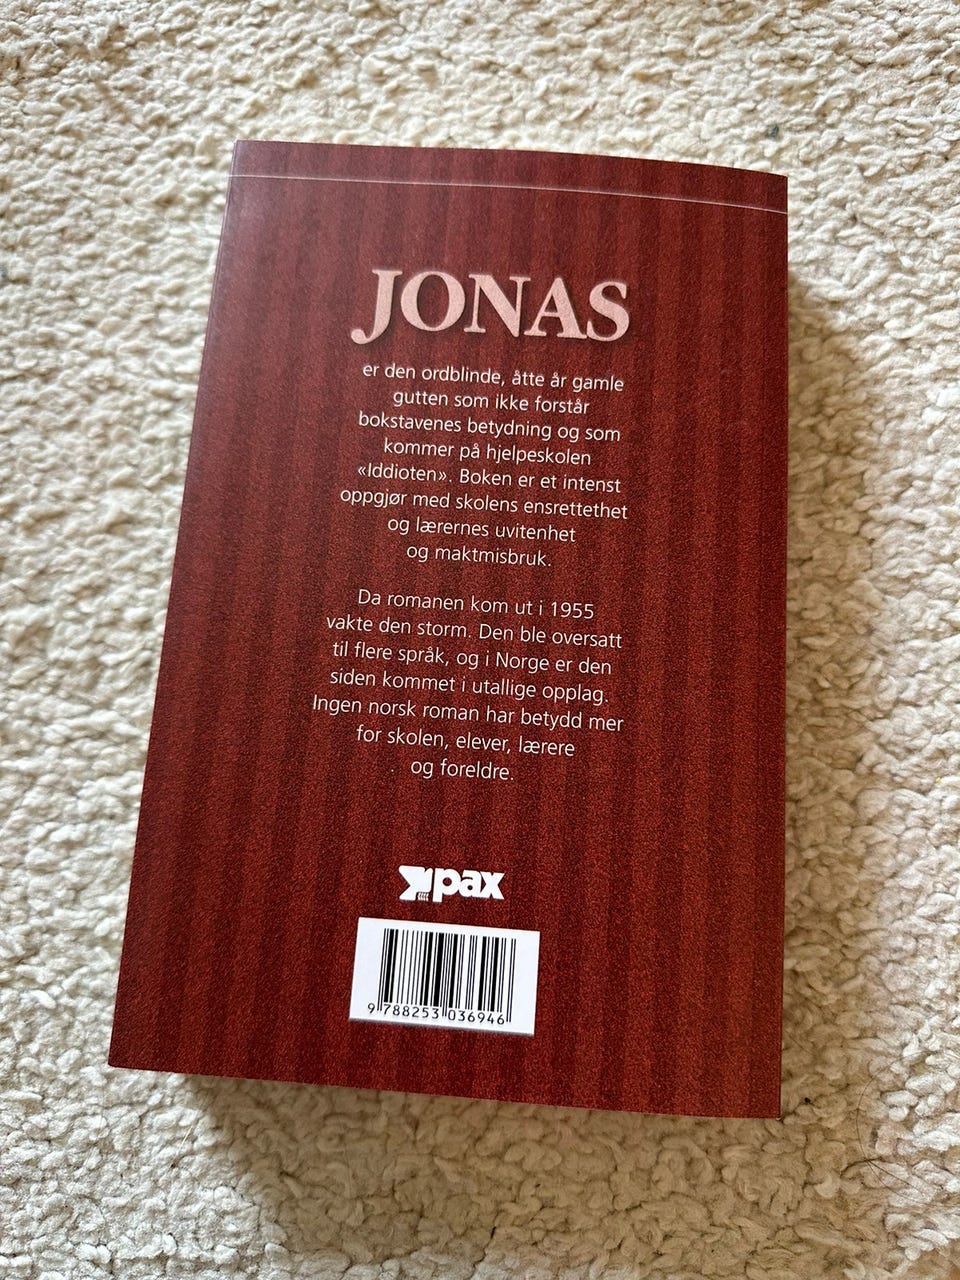 JONAS
er den ordblinde, åtte år gamle
gutten som ikke forstår
bokstavenes betydning og som
kommer på hjelpeskolen
«Iddioten». Boken er et intenst
oppgjør med skolens ensrettethet
og lærernes uvitenhet
og maktmisbruk.
Da romanen kom ut i 1955
vakte den storm. Den ble oversatt
til flere språk, og i Norge er den
siden kommet i utallige opplag.
Ingen norsk roman har betydd mer
for skolen, elever, lærere
og foreldre.
pax
9 788253 036946